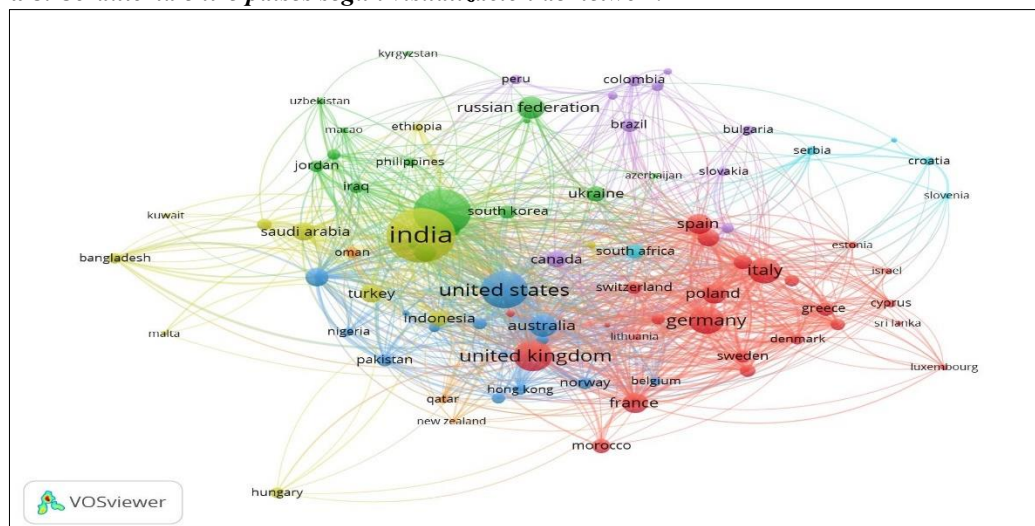 kyrgyzstan
peru
colombia
uzbekistan
russian federation
macao
ethiopia
brazil
bulgaria
jordan
philippines
serbia
croatia
iraq
azerbaijan
slovakia
ukraine
slovenia
kuwait
south korea
spain
saudi arabia
india
estonia
bangladesh
oman
canada
south africa
italy
israel
turkey
united states
switzerland
poland
cyprus
malta
nigeria
indonesia
australia
lithuania
germany
greece
sri lanka
denmark
pakistan
united kingdom
sweden
luxembourg
hong kong
norway
belgium
qatar
france
new zealand
morocco
hungary
VOSviewer